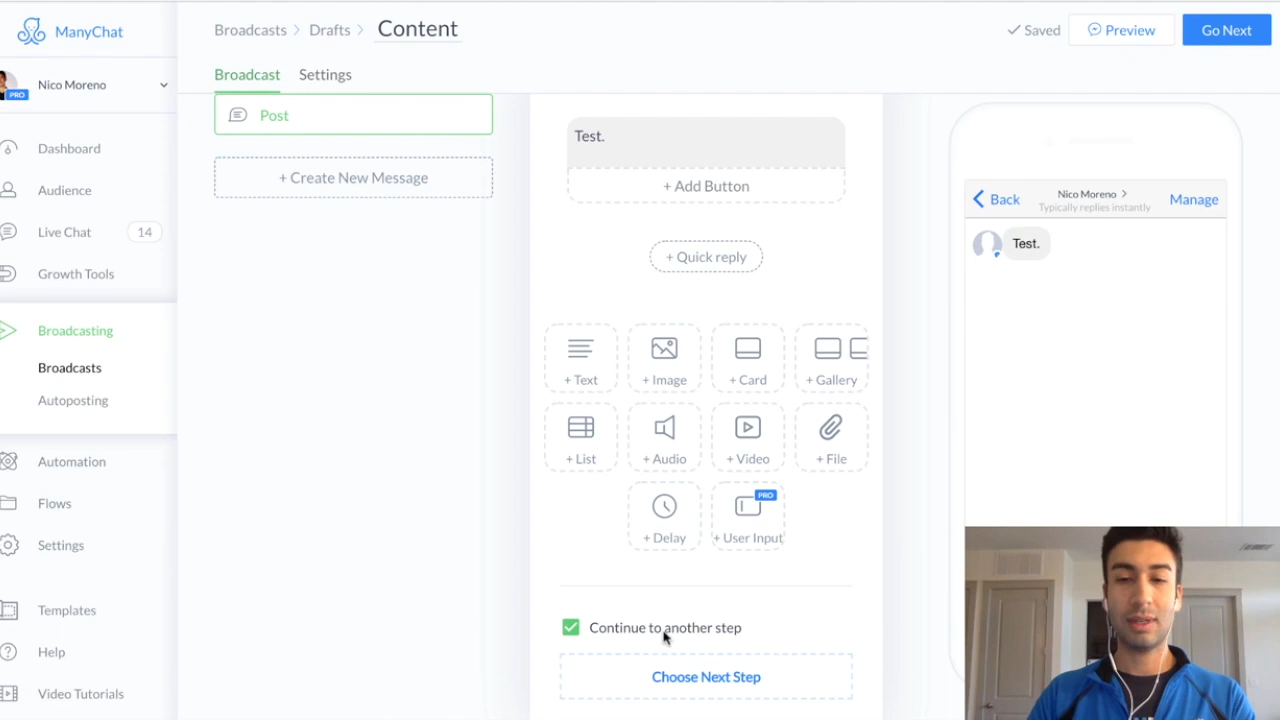 ManyChat
Broadcasts
Drafts
Content
Saved
Preview
Go Next
Nico Moreno
PRO
Broadcast
Settings
Dashboard
Audience
Live Chat
14
Growth Tools
Broadcasting
Broadcasts
Autoposting
Automation
Flows
Settings
Templates
Help
Video Tutorials
Post
+ Create New Message
Test.
+ Add Button
+ Quick reply
+ Text
+ Image
+ Card
+ Gallery
+ List
+ Audio
+ Video
+ File
+ Delay
PRO
+ User Input
Continue to another step
Choose Next Step
Back
Nico Moreno
Typically replies instantly
Manage
Test.